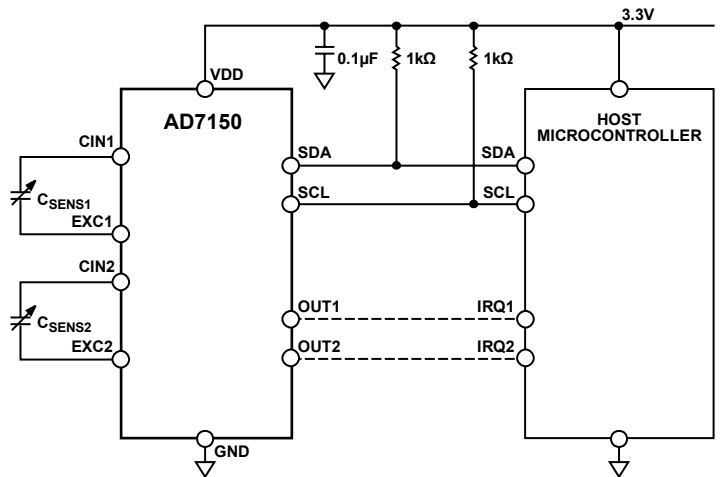 3.3V
0.1µF
1kΩ
1kΩ
VDD
AD7150
HOST
MICROCONTROLLER
CIN1
SDA
SDA
CSENS1
SCL
SCL
EXC1
CIN2
OUT1
IRQ1
CSENS2
OUT2
IRQ2
EXC2
GND